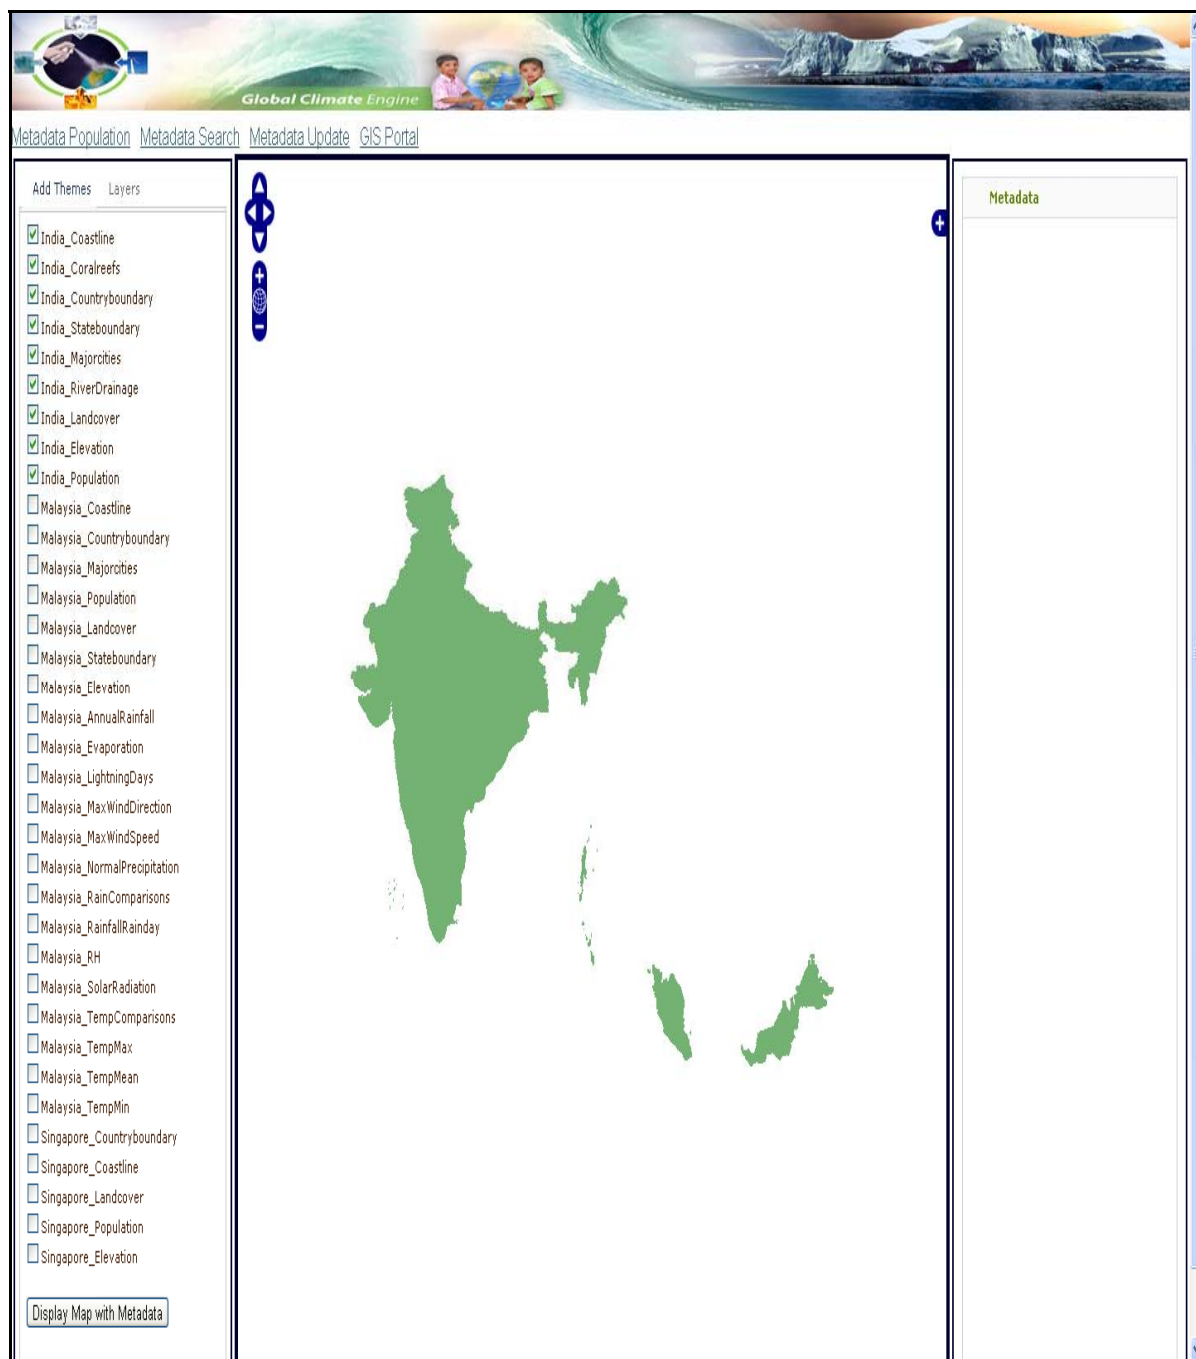 Global Climate Engine
Metadata Population Metadata Search Metadata Update GIS Portal
Add Themes Layers
India_Coastline
India_Coralreefs
India_Countryboundary
India_Stateboundary
India_Majorcities
India_RiverDrainage
India_Landcover
India_Elevation
India_Population
Malaysia_Coastline
Malaysia_Countryboundary
Malaysia_Majorcities
Malaysia_Population
Malaysia_Landcover
Malaysia_Stateboundary
Malaysia_Elevation
Malaysia_AnnualRainfall
Malaysia_Evaporation
Malaysia_LightningDays
Malaysia_MaxWindDirection
Malaysia_MaxWindSpeed
Malaysia_NormalPrecipitation
Malaysia_RainComparisons
Malaysia_RainfallRainday
Malaysia_RH
Malaysia_SolarRadiation
Malaysia_TempComparisons
Malaysia_TempMax
Malaysia_TempMean
Malaysia_TempMin
Singapore_Countryboundary
Singapore_Coastline
Singapore_Landcover
Singapore_Population
Singapore_Elevation
Display Map with Metadata
Metadata